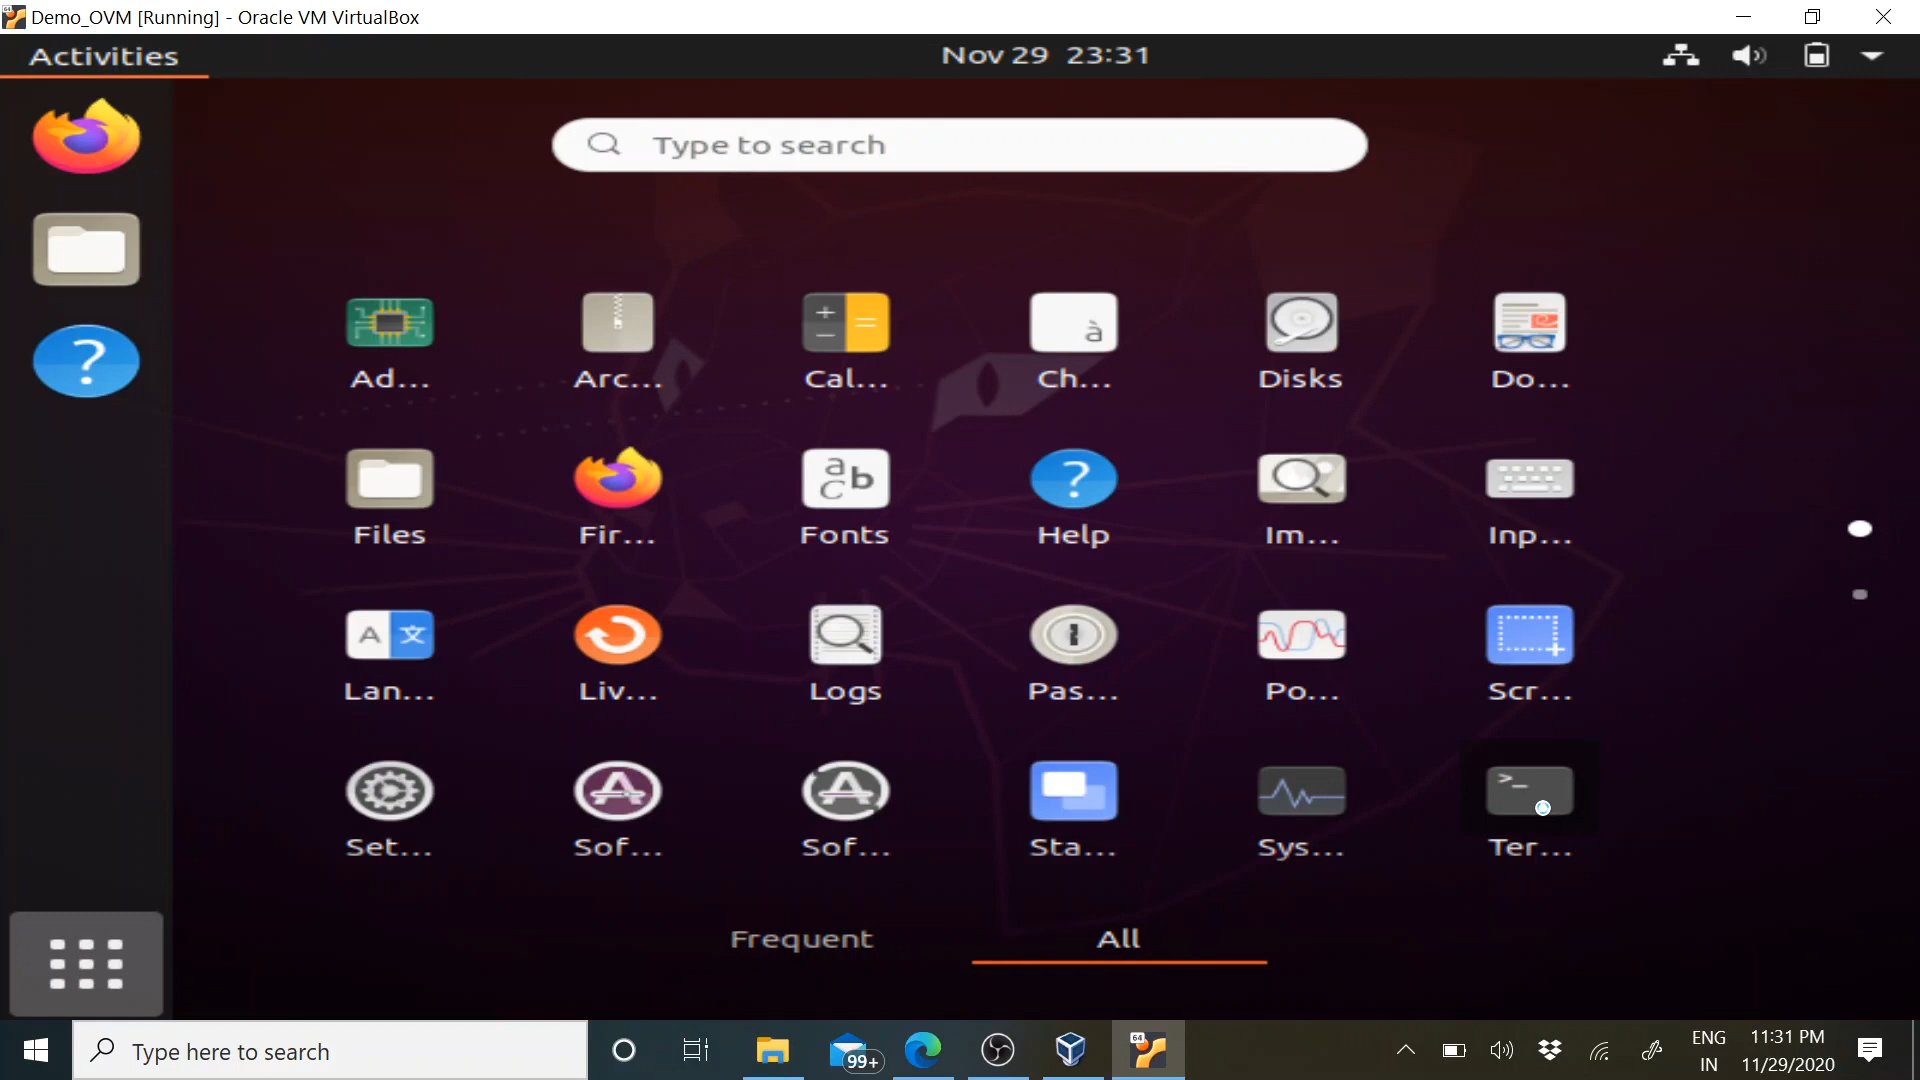 Demo_OVM [Running] - Oracle VM VirtualBox
Activities
Nov 29 23:31
Type to search
Ad...
Arc...
Cal...
Ch...
Disks
Do...
Files
Fir...
Fonts
Help
Im...
Inp...
Lan...
Liv...
Logs
Pas...
Po...
Scr...
Set...
Sof...
Sof...
Sta...
Sys...
Ter...
Frequent
All
Type here to search
99+
64
ENG
IN
11:31 PM
11/29/2020